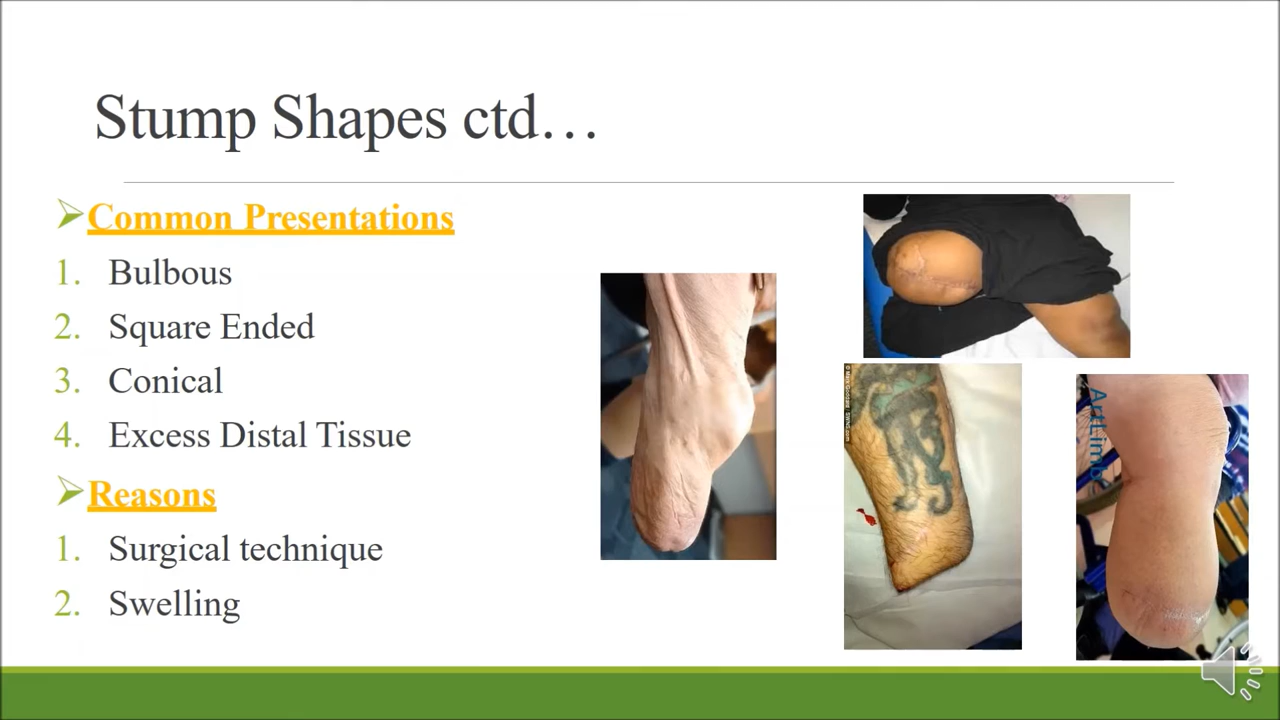 Stump Shapes ctd…
Common Presentations
1. Bulbous
2. Square Ended
3. Conical
4. Excess Distal Tissue
Reasons
1. Surgical technique
2. Swelling
ArtLimb